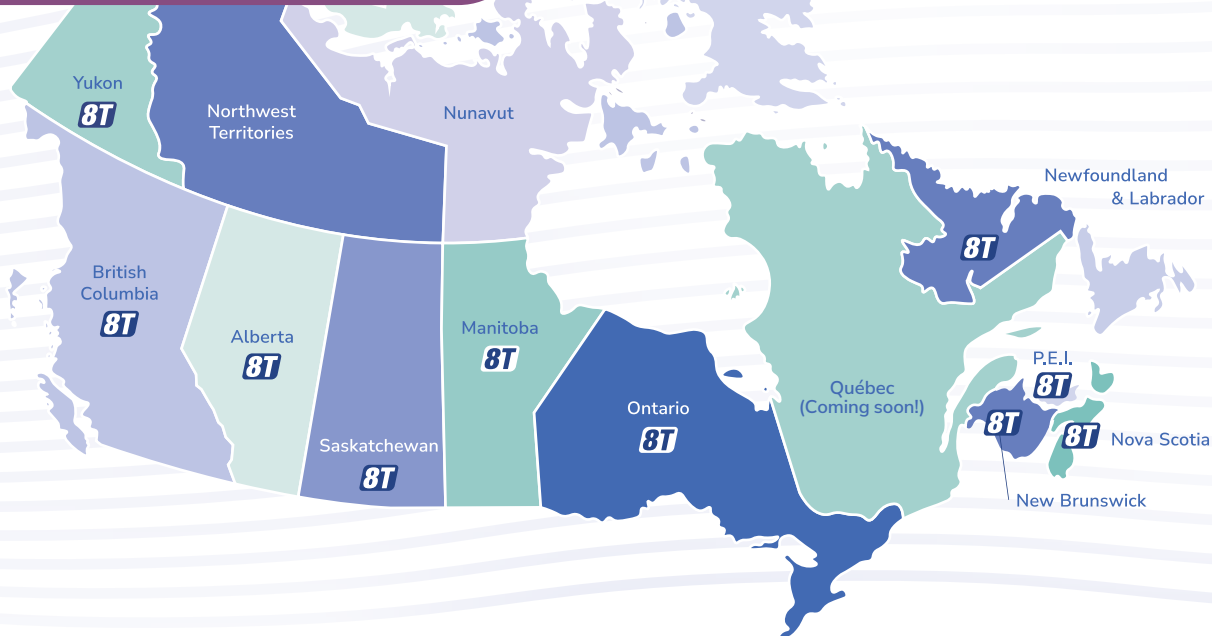 Yukon
8T
Northwest
Territories
Nunavut
Newfoundland
& Labrador
8T
British
Columbia
8T
Alberta
8T
Manitoba
8T
P.E.I.
8T
Québec
(Coming soon!)
Ontario
8T
8T
8T
Nova Scotia
Saskatchewan
8T
New Brunswick